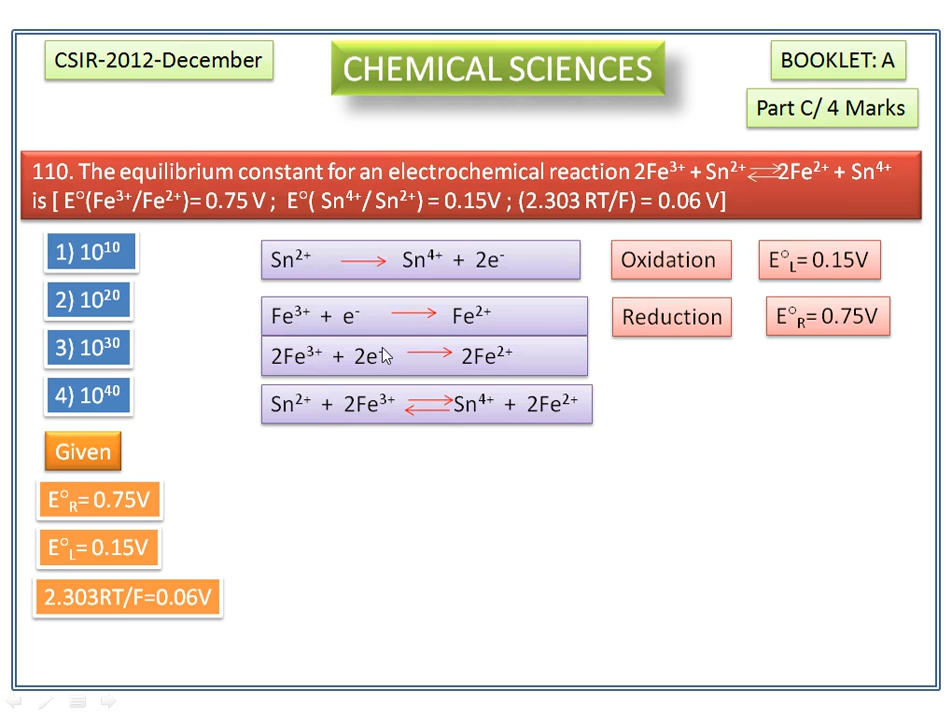 CSIR-2012-December
CHEMICAL SCIENCES
BOOKLET: A
Part C/ 4 Marks
110. The equilibrium constant for an electrochemical reaction 2Fe³⁺ + Sn²⁺ ⇌ 2Fe²⁺ + Sn⁴⁺
is [ E°(Fe³⁺/Fe²⁺)= 0.75 V ; E°( Sn⁴⁺/ Sn²⁺) = 0.15V ; (2.303 RT/F) = 0.06 V]
1) 10¹⁰
2) 10²⁰
3) 10³⁰
4) 10⁴⁰
Given
E°R= 0.75V
E°L= 0.15V
2.303RT/F=0.06V
Sn²⁺ → Sn⁴⁺ + 2e⁻
Oxidation
E°L= 0.15V
Fe³⁺ + e⁻ → Fe²⁺
Reduction
E°R= 0.75V
2Fe³⁺ + 2e⁻ → 2Fe²⁺
Sn²⁺ + 2Fe³⁺ ⇌ Sn⁴⁺ + 2Fe²⁺